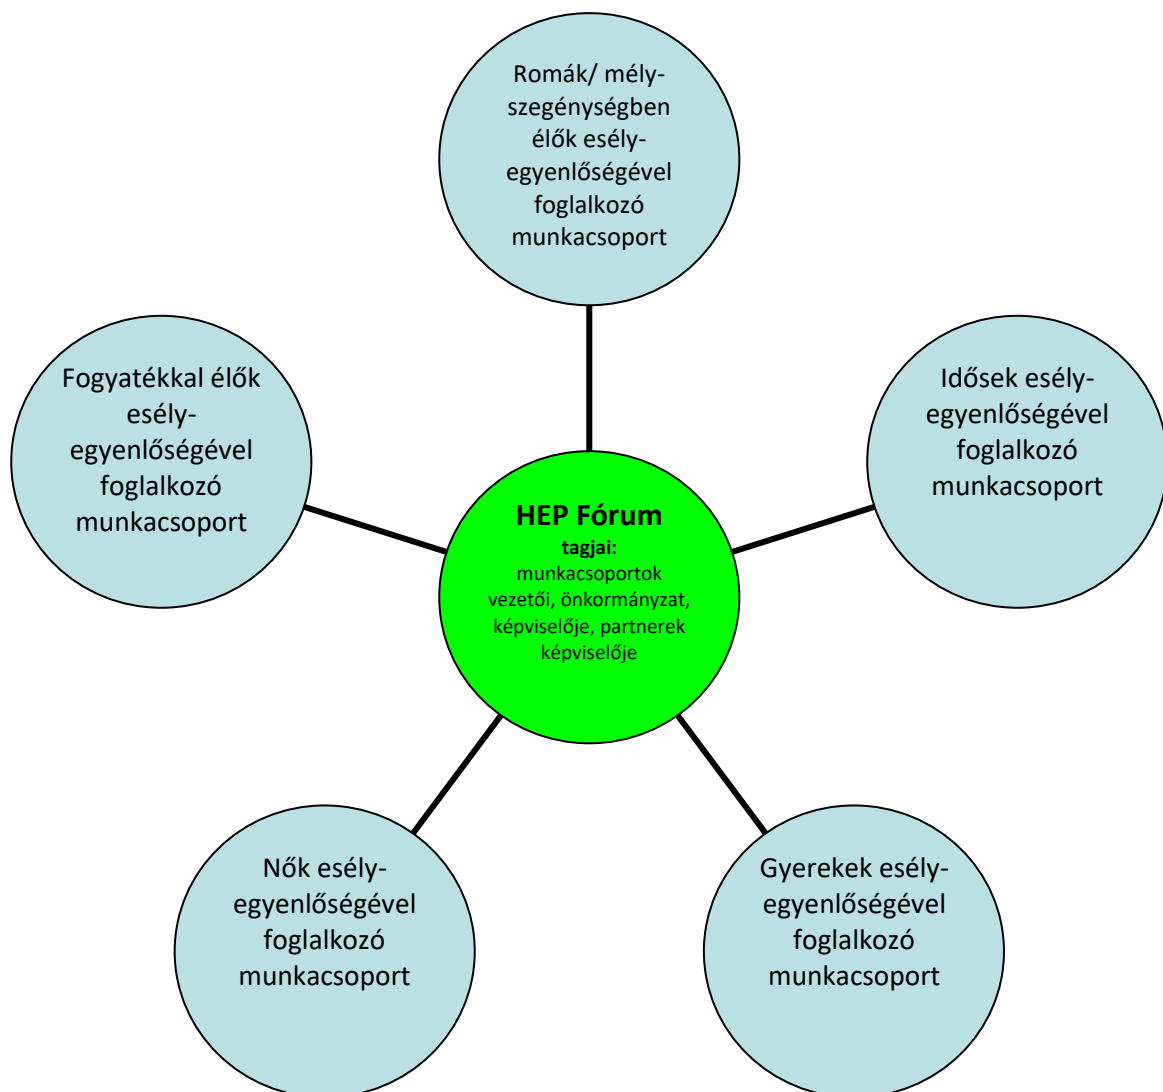 Romák/ mély-
szegénységben
élők esély-
egyenlőségével
foglalkozó
munkacsoport
Fogyatékkal élők
esély-
egyenlőségével
foglalkozó
munkacsoport
Idősek esély-
egyenlőségével
foglalkozó
munkacsoport
HEP Fórum
tagjai:
munkacsoportok
vezetői, önkormányzat,
képviselője, partnerek
képviselője
Nők esély-
egyenlőségével
foglalkozó
munkacsoport
Gyerekek esély-
egyenlőségével
foglalkozó
munkacsoport